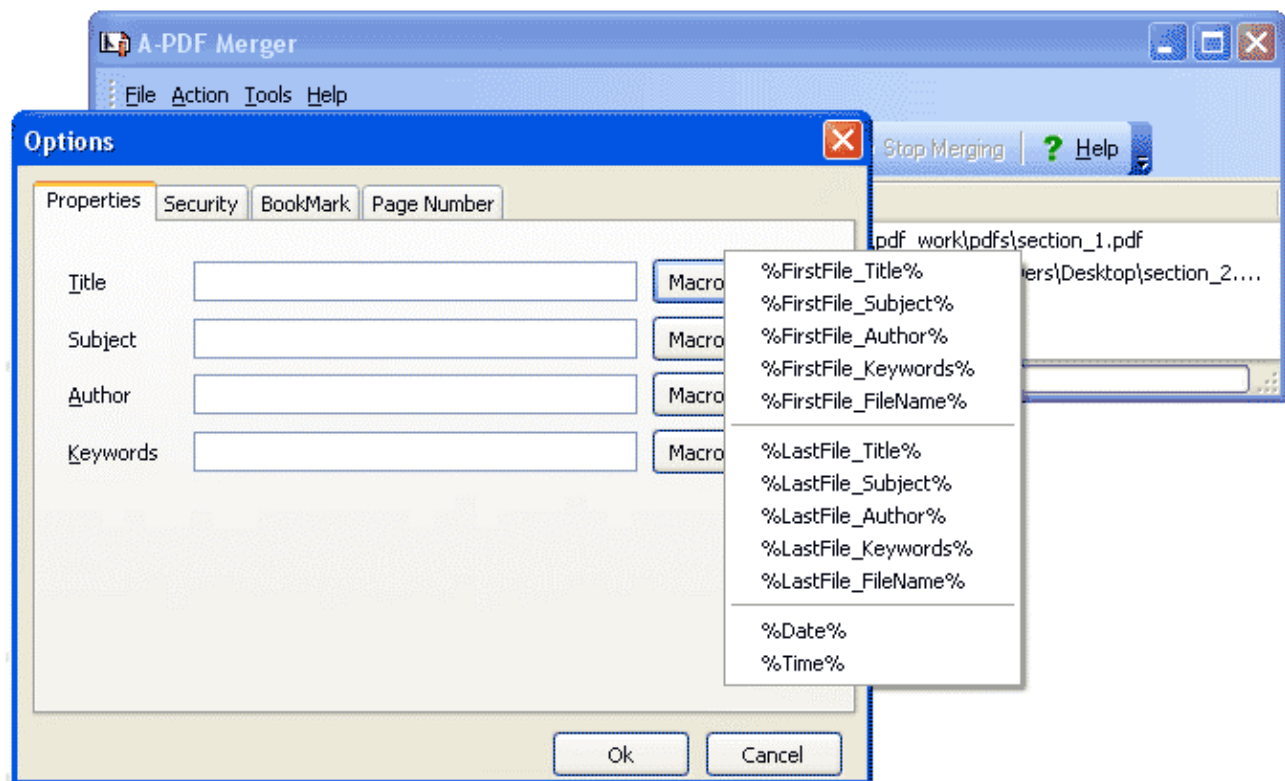 A-PDF Merger
File Action Tools Help
Options
Stop Merging ? Help
Properties Security BookMark Page Number
pdf_work\pdfs\section_1.pdf
ers\Desktop\section_2....
Title Macro
Subject Macro
Author Macro
Keywords Macro
%FirstFile_Title%
%FirstFile_Subject%
%FirstFile_Author%
%FirstFile_Keywords%
%FirstFile_FileName%
%LastFile_Title%
%LastFile_Subject%
%LastFile_Author%
%LastFile_Keywords%
%LastFile_FileName%
%Date%
%Time%
Ok Cancel